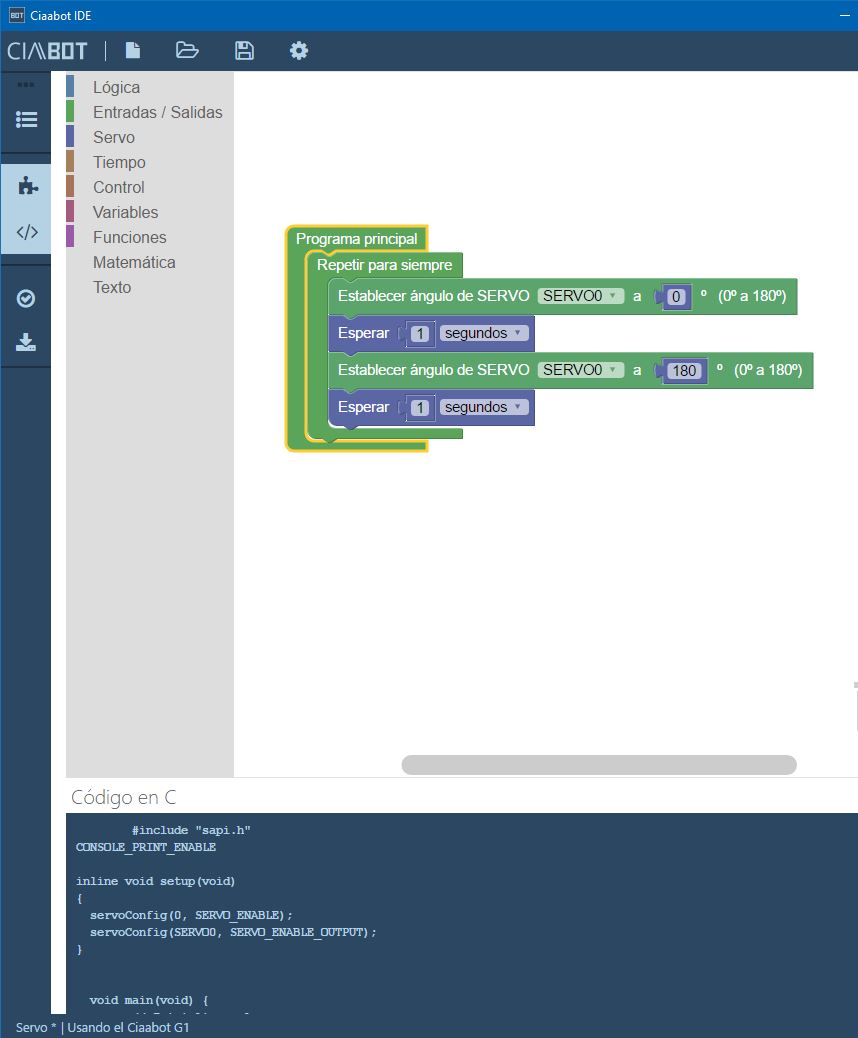 BOT Ciaabot IDE
CIAABOT
Lógica
Entradas / Salidas
Servo
Tiempo
Control
Variables
Funciones
Matemática
Texto
Programa principal
Repetir para siempre
Establecer ángulo de SERVO SERVO0 a 0 º (0º a 180º)
Esperar 1 segundos
Establecer ángulo de SERVO SERVO0 a 180 º (0º a 180º)
Esperar 1 segundos
Código en C
#include "sapi.h"
CONSOLE_PRINT_ENABLE
inline void setup(void)
{
servoConfig(0, SERVO_ENABLE);
servoConfig(SERVO0, SERVO_ENABLE_OUTPUT);
}
void main(void) {
Servo * | Usando el Ciaabot G1